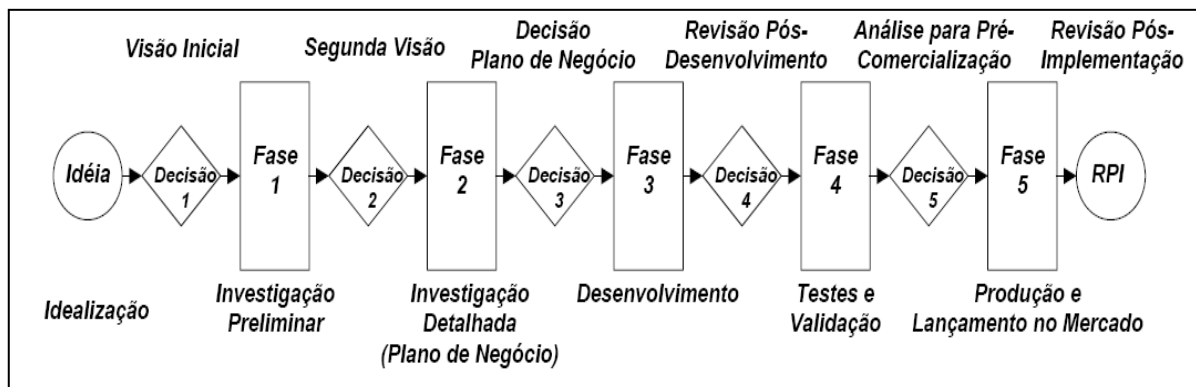 Visão Inicial
Segunda Visão
Decisão
Plano de Negócio
Revisão Pós-
Desenvolvimento
Análise para Pré-
Comercialização
Revisão Pós-
Implementação
Idéia
Decisão
1
Fase
1
Decisão
2
Fase
2
Decisão
3
Fase
3
Decisão
4
Fase
4
Decisão
5
Fase
5
RPI
Idealização
Investigação
Preliminar
Investigação
Detalhada
(Plano de Negócio)
Desenvolvimento
Testes e
Validação
Produção e
Lançamento no Mercado